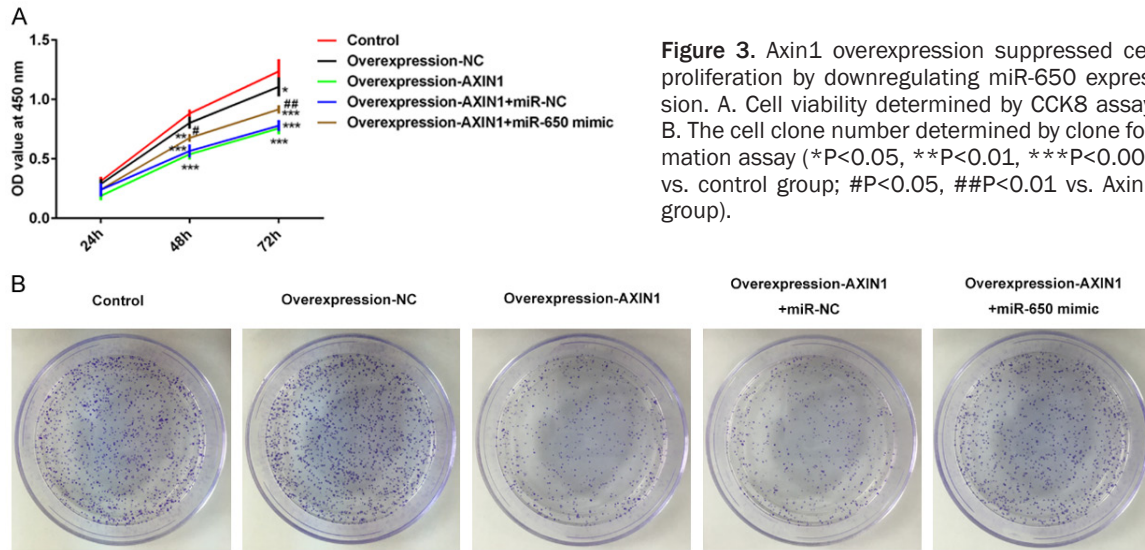 A
1.5
1.0
0.5
0.0
OD value at 450 nm
24h
48h
72h
Control
Overexpression-NC
Overexpression-AXIN1
Overexpression-AXIN1+miR-NC
Overexpression-AXIN1+miR-650 mimic
*
##
***
***
***
**
#
***
***
Figure 3. Axin1 overexpression suppressed ce
proliferation by downregulating miR-650 expres
sion. A. Cell viability determined by CCK8 assay
B. The cell clone number determined by clone fo
mation assay (*P<0.05, **P<0.01, ***P<0.00
vs. control group; #P<0.05, ##P<0.01 vs. Axin
group).
B
Control
Overexpression-NC
Overexpression-AXIN1
Overexpression-AXIN1
+miR-NC
Overexpression-AXIN1
+miR-650 mimic